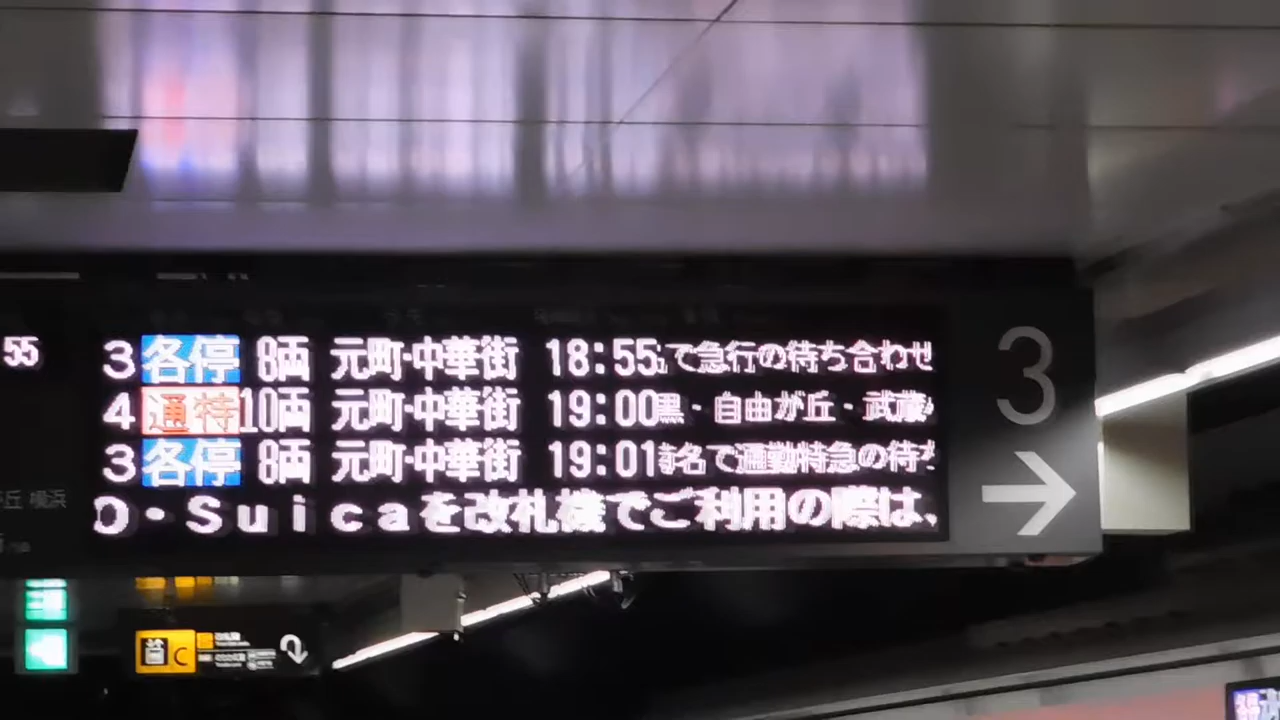 55
3 各停 8両 元町・中華街 18:55 で急行の待ち合わせ
4 通特 10両 元町・中華街 19:00 黒・自由が丘・武蔵
3 各停 8両 元町・中華街 19:01 名で通勤特急の待
O・Suicaを改札機でご利用の際は、
3
→
丘 横浜
C